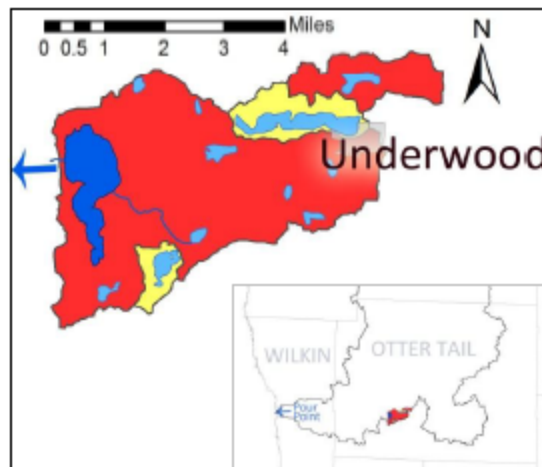 Miles
0 0.5 1 2 3 4
N
Underwood
WILKIN
OTTER TAIL
Pour
Point